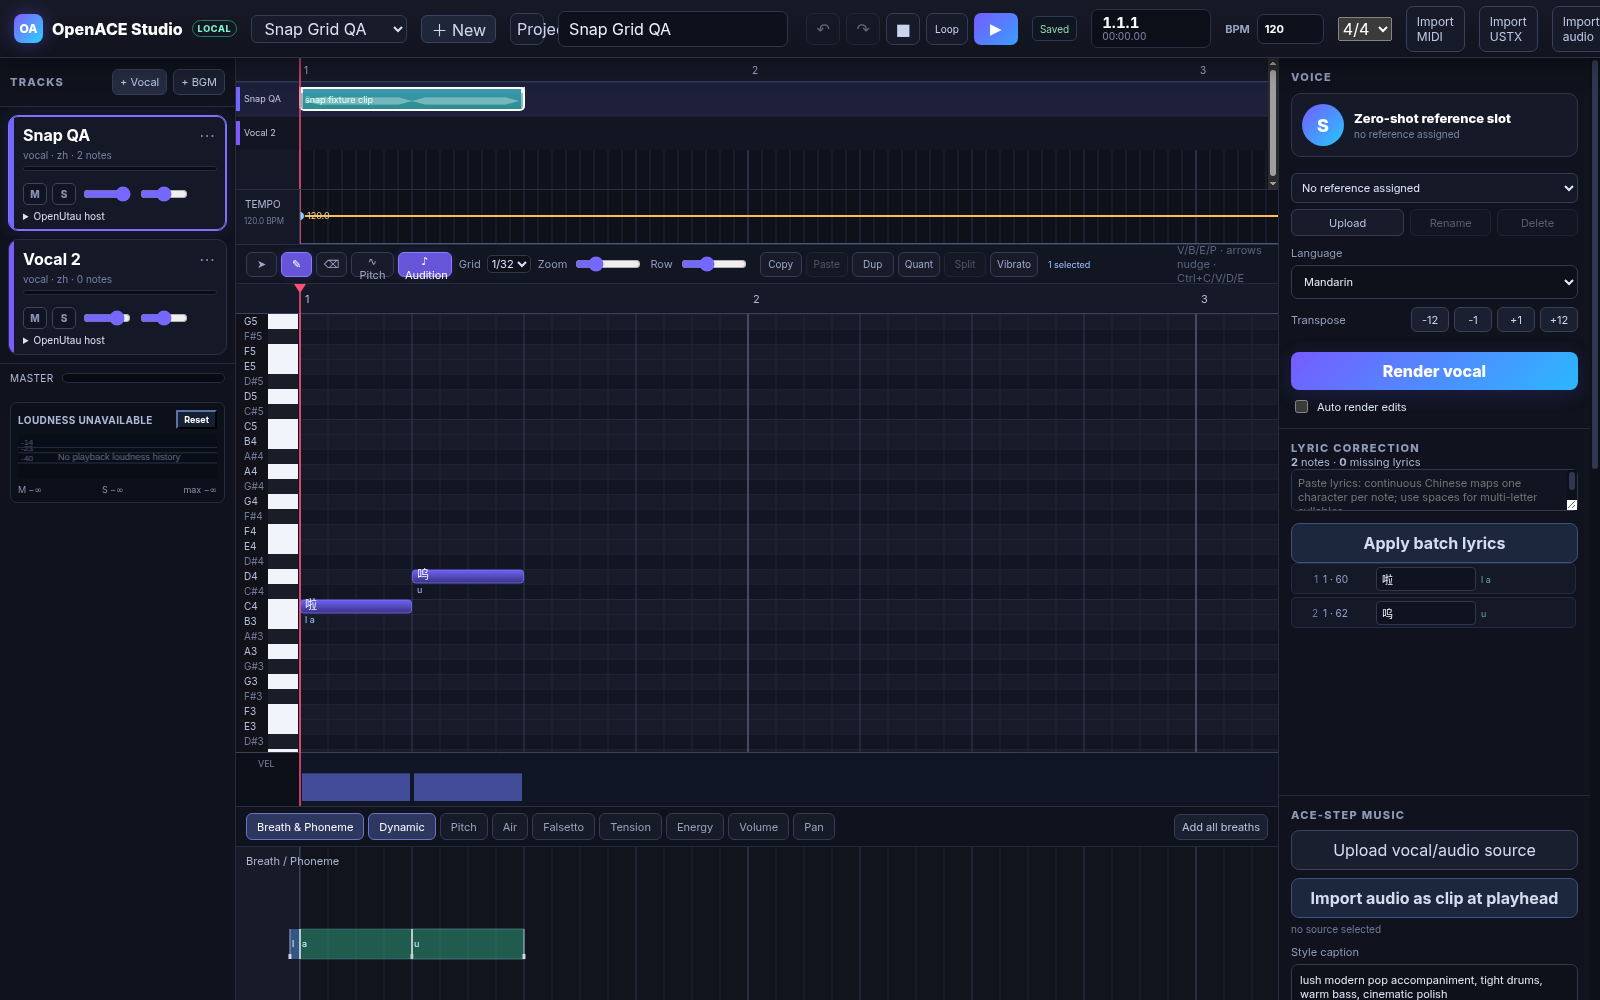 OA OpenACE Studio LOCAL Snap Grid QA + New Projec Snap Grid QA Loop Saved 1.1.1 00:00.00 BPM 120 4/4 Import MIDI Import USTX Import audio
TRACKS + Vocal + BGM
Snap QA ...
vocal · zh · 2 notes
M S
OpenUtau host
Vocal 2 ...
vocal · zh · 0 notes
M S
OpenUtau host
MASTER
LOUDNESS UNAVAILABLE Reset
-14
-23
-40
No playback loudness history
M -∞ S -∞ max -∞
1 2 3
Snap QA snap fixture clip
Vocal 2
TEMPO
120.0 BPM 120.0
Pitch Audition Grid 1/32 Zoom Row Copy Paste Dup Quant Split Vibrato 1 selected
V/B/E/P · arrows
nudge ·
Ctrl+C/V/D/E
1 2 3
G5
F#5
F5
E5
D#5
D5
C#5
C5
B4
A#4
A4
G#4
G4
F#4
F4
E4
D#4
D4 呜
C#4 u
C4 啦
B3 l a
A#3
A3
G#3
G3
F#3
F3
E3
D#3
VEL
Breath & Phoneme Dynamic Pitch Air Falsetto Tension Energy Volume Pan Add all breaths
Breath / Phoneme
l a u
VOICE
S Zero-shot reference slot
no reference assigned
No reference assigned
Upload Rename Delete
Language
Mandarin
Transpose -12 -1 +1 +12
Render vocal
Auto render edits
LYRIC CORRECTION
2 notes · 0 missing lyrics
Paste lyrics: continuous Chinese maps one
character per note; use spaces for multi-letter
syllables.
Apply batch lyrics
1 1 · 60 啦 l a
2 1 · 62 呜 u
ACE-STEP MUSIC
Upload vocal/audio source
Import audio as clip at playhead
no source selected
Style caption
lush modern pop accompaniment, tight drums,
warm bass, cinematic polish